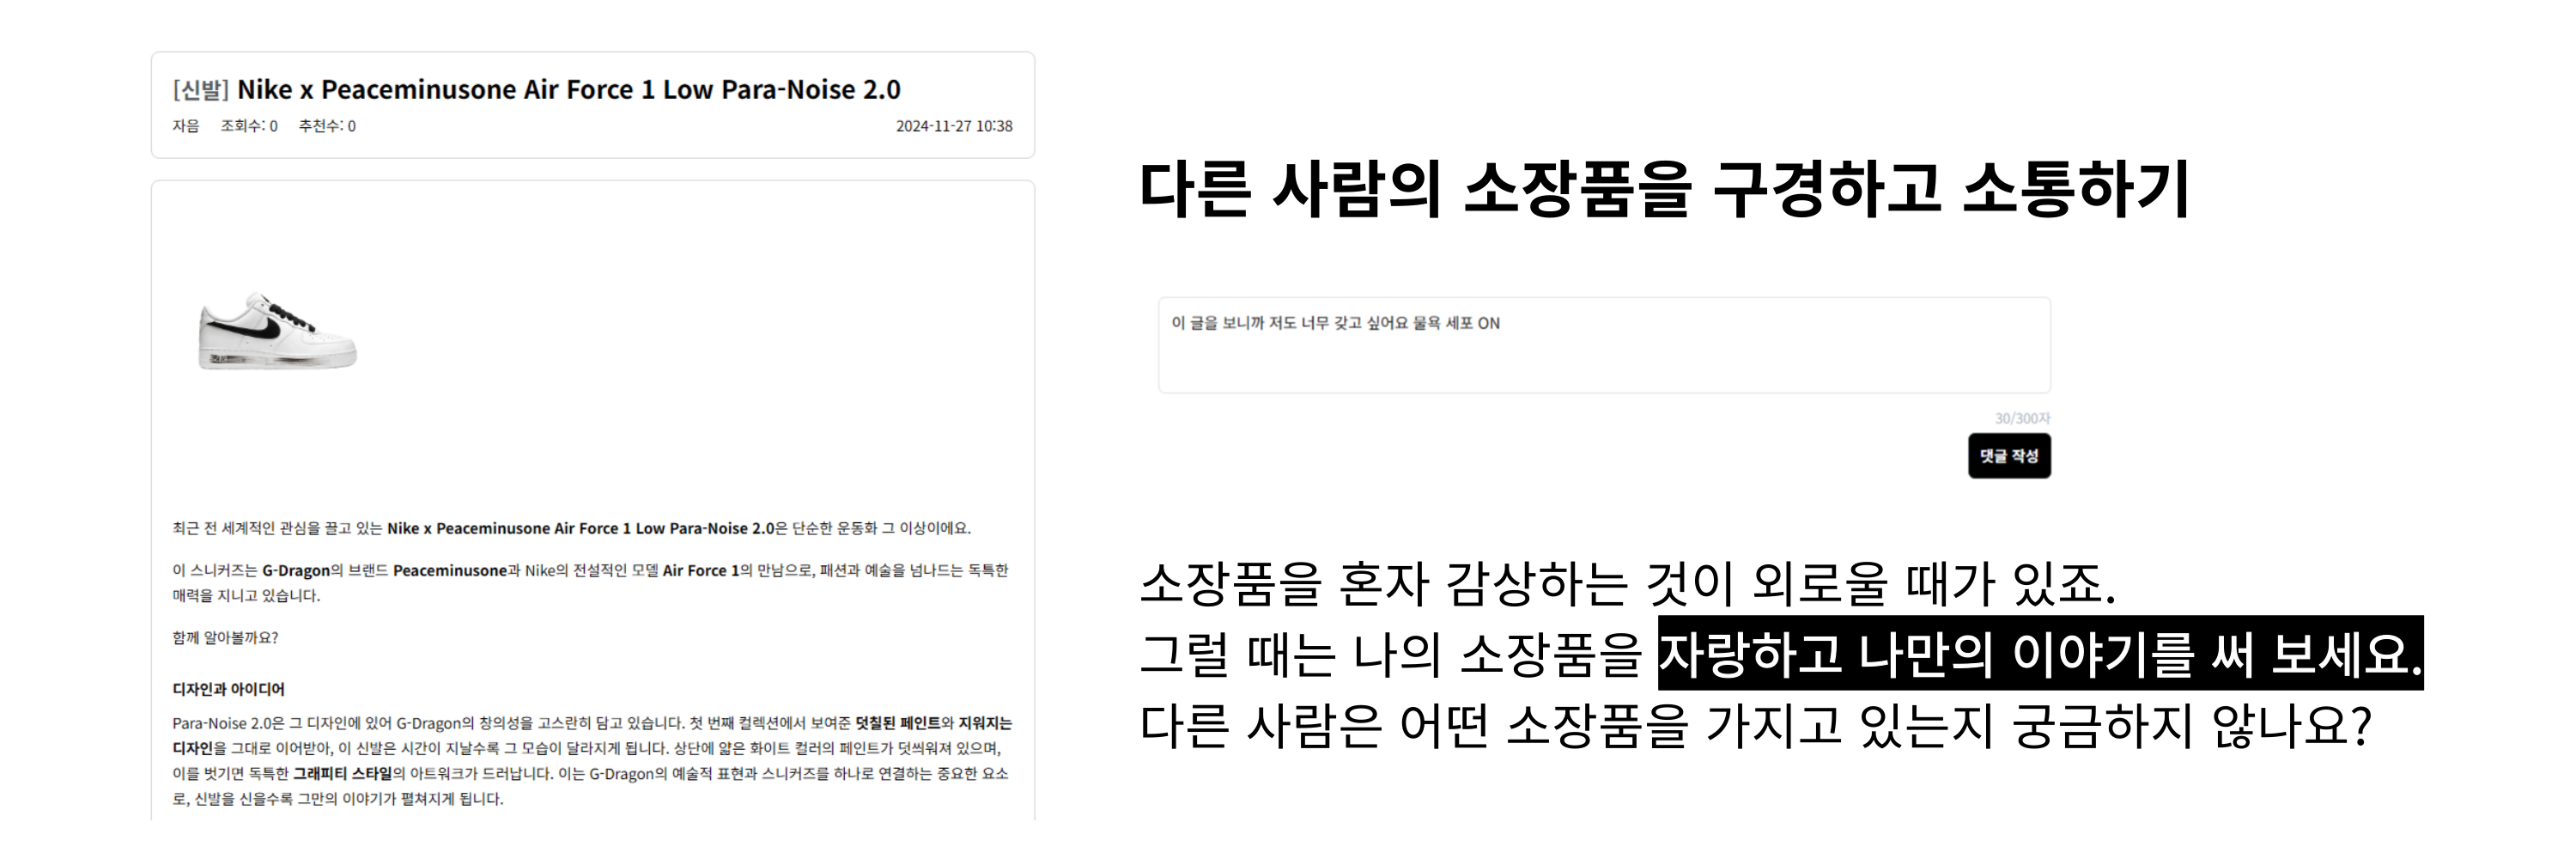 [신발] Nike x Peaceminusone Air Force 1 Low Para-Noise 2.0
자음 조회수: 0 추천수: 0 2024-11-27 10:38
최근 전 세계적인 관심을 끌고 있는 Nike x Peaceminusone Air Force 1 Low Para-Noise 2.0은 단순한 운동화 그 이상이에요.
이 스니커즈는 G-Dragon의 브랜드 Peaceminusone과 Nike의 전설적인 모델 Air Force 1의 만남으로, 패션과 예술을 넘나드는 독특한
매력을 지니고 있습니다.
함께 알아볼까요?
디자인과 아이디어
Para-Noise 2.0은 그 디자인에 있어 G-Dragon의 창의성을 고스란히 담고 있습니다. 첫 번째 컬렉션에서 보여준 덧칠된 페인트와 지워지는
디자인을 그대로 이어받아, 이 신발은 시간이 지날수록 그 모습이 달라지게 됩니다. 상단에 얇은 화이트 컬러의 페인트가 덧씌워져 있으며,
이를 벗기면 독특한 그래피티 스타일의 아트워크가 드러납니다. 이는 G-Dragon의 예술적 표현과 스니커즈를 하나로 연결하는 중요한 요소
로, 신발을 신을수록 그만의 이야기가 펼쳐지게 됩니다.
다른 사람의 소장품을 구경하고 소통하기
이 글을 보니까 저도 너무 갖고 싶어요 물욕 세포 ON
30/300자
댓글 작성
소장품을 혼자 감상하는 것이 외로울 때가 있죠.
그럴 때는 나의 소장품을 자랑하고 나만의 이야기를 써 보세요.
다른 사람은 어떤 소장품을 가지고 있는지 궁금하지 않나요?